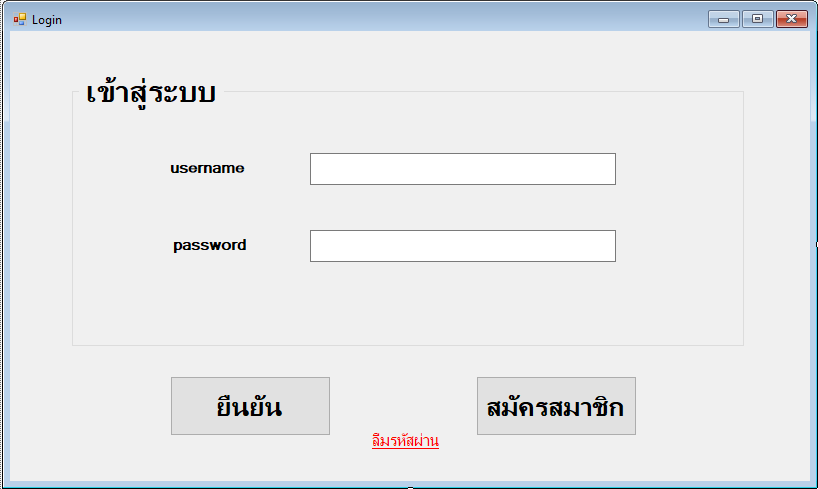 Login
เข้าสู่ระบบ
username
password
ยืนยัน
สมัครสมาชิก
ลืมรหัสผ่าน